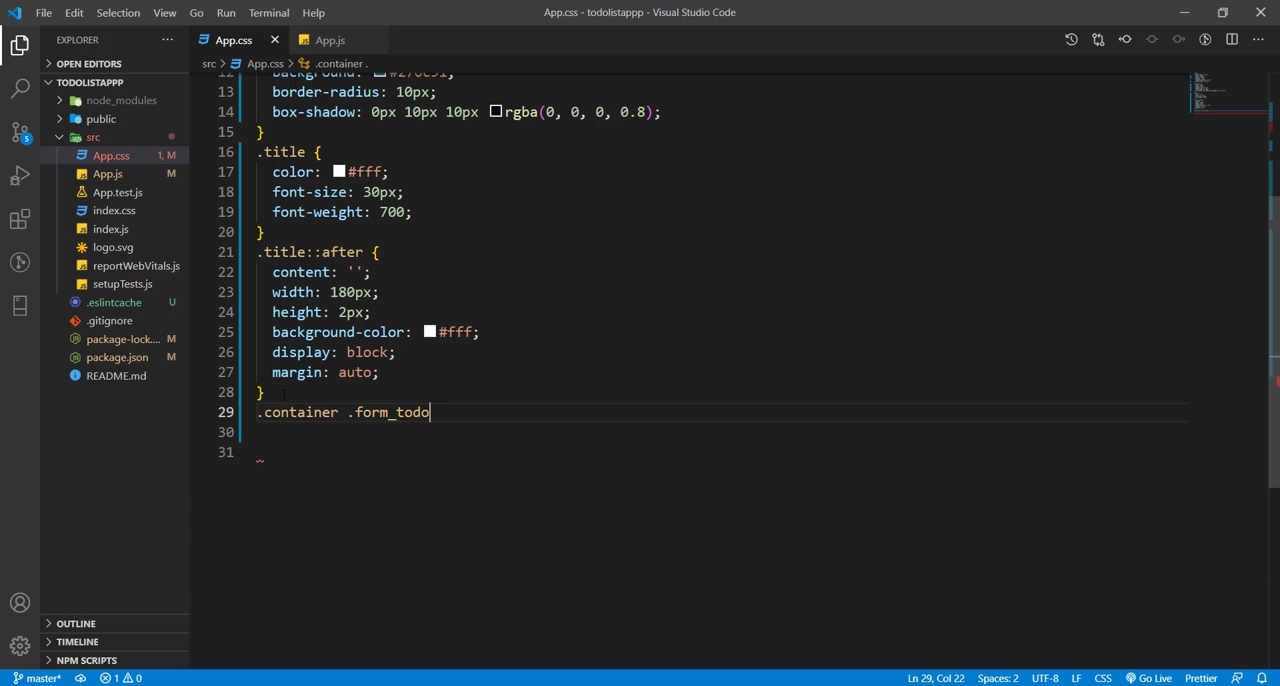 File Edit Selection View Go Run Terminal Help
App.css - todolistappp - Visual Studio Code
EXPLORER
App.css
App.js
OPEN EDITORS
src > App.css > .container .
TODOLISTAPPP
node_modules
public
src
App.css 1, M
App.js M
App.test.js
index.css
index.js
logo.svg
reportWebVitals.js
setupTests.js
.eslintcache U
.gitignore
package-lock.... M
package.json M
README.md
5
13 border-radius: 10px;
14 box-shadow: 0px 10px 10px rgba(0, 0, 0, 0.8);
15 }
16 .title {
17 color: #fff;
18 font-size: 30px;
19 font-weight: 700;
20 }
21 .title::after {
22 content: '';
23 width: 180px;
24 height: 2px;
25 background-color: #fff;
26 display: block;
27 margin: auto;
28 }
29 .container .form_todo
30
31
OUTLINE
TIMELINE
NPM SCRIPTS
master* 1 0
Ln 29, Col 22 Spaces: 2 UTF-8 LF CSS Go Live Prettier